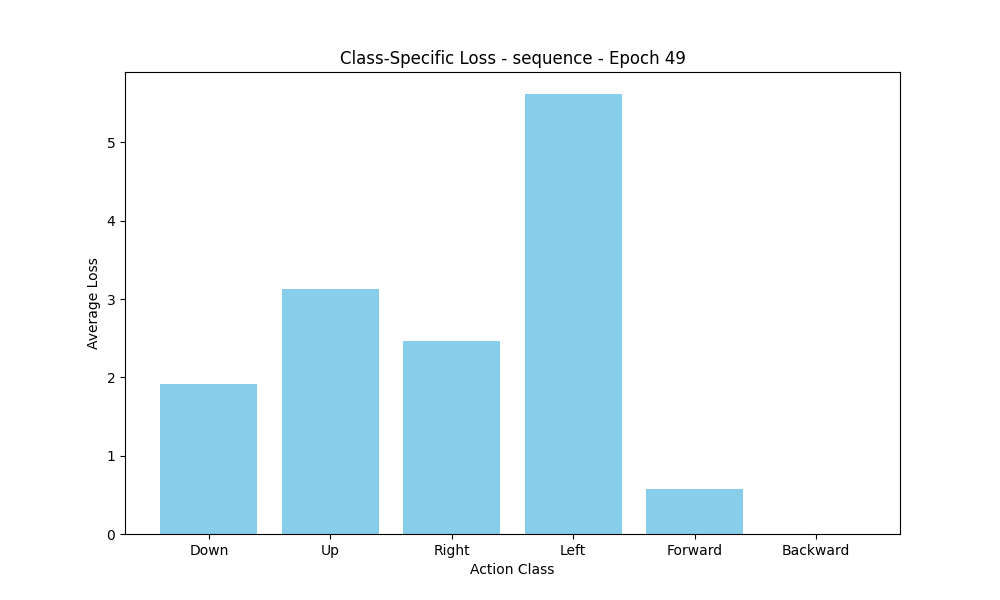 Class-Specific Loss - sequence - Epoch 49
Average Loss
5
4
3
2
1
0
Down Up Right Left Forward Backward
Action Class